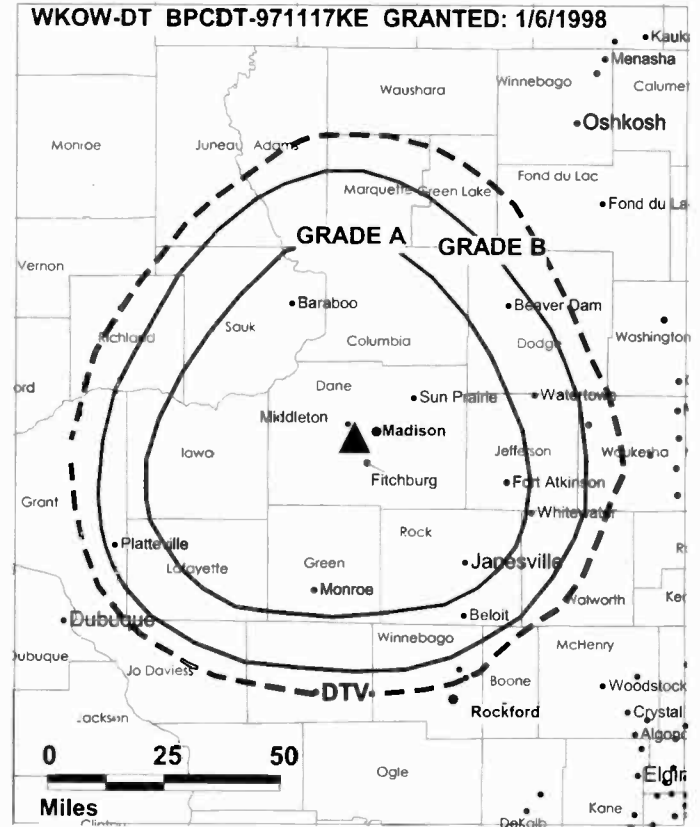 WKOW-DT BPCDT-971117KE GRANTED: 1/6/1998
Kauk
Menasha
Winnebago
Calumet
Waushara
Oshkosh
Monroe
Juneau
Adams
Fond du Lac
Marquette
Green Lake
Fond du La
GRADE A
GRADE B
Vernon
Baraboo
Beaver Dam
Sauk
Richland
Columbia
Dodge
Washington
ord
Dane
Sun Prairie
Watertown
Middleton
Madison
Iowa
Jefferson
Waukesha
Fitchburg
Fort Atkinson
Grant
Whitewater
Rock
Platteville
Lafayette
Green
Janesville
Monroe
Walworth
Ker
Dubuque
Beloit
Winnebago
McHenry
Dubuque
Jo Daviess
Boone
Woodstock
DTV
Rockford
Crystal
Jackson
Algonq
0 25 50
Ogle
Elgin
Miles
Kane
Clinton
DeKalb